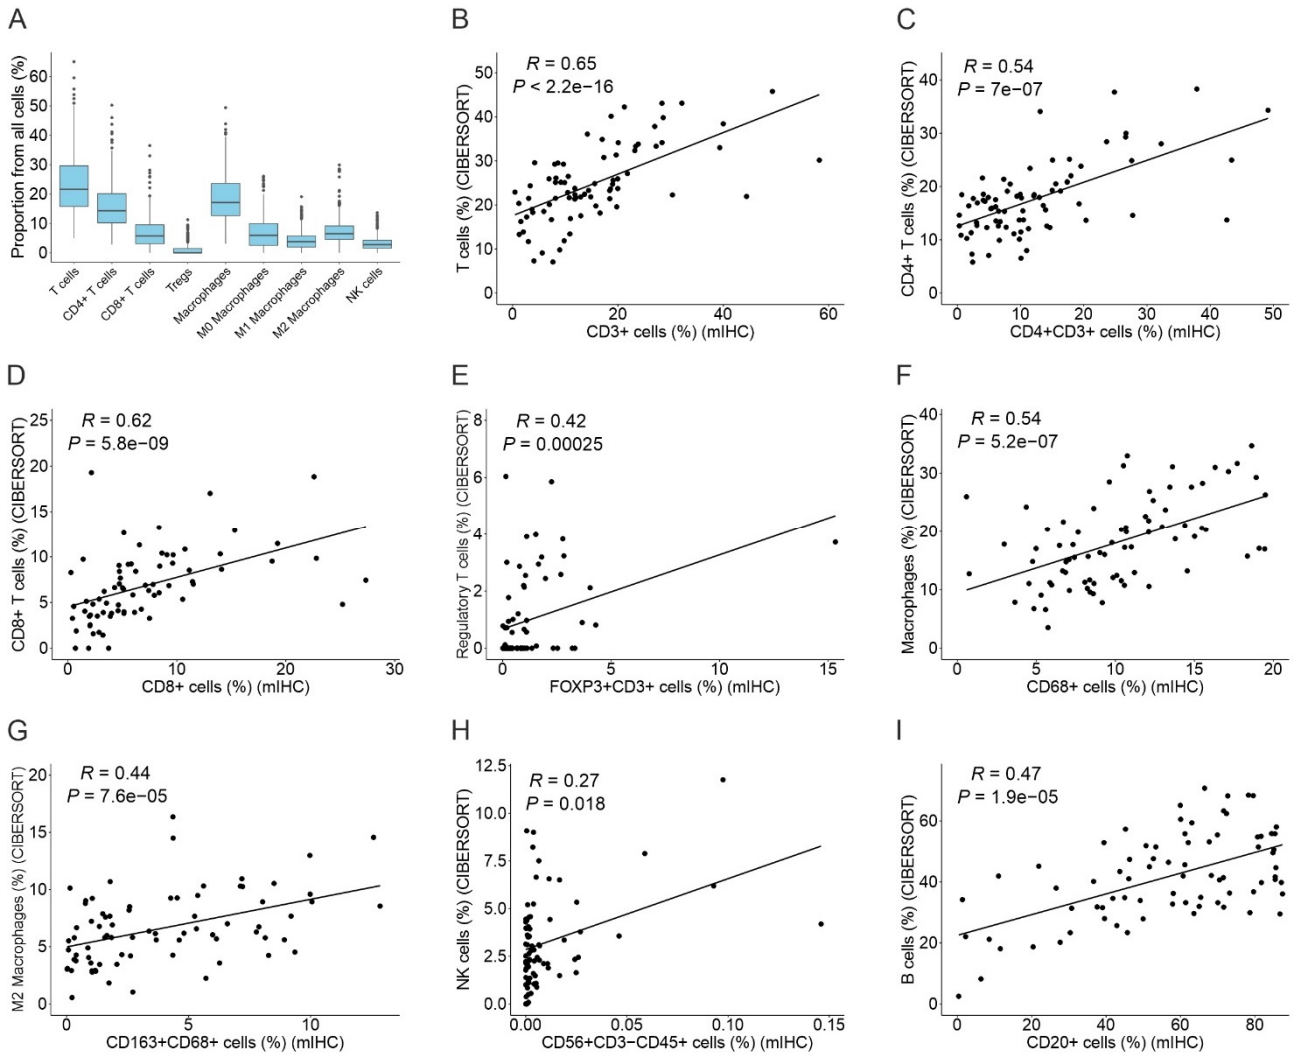 A
Proportion from all cells (%)
60
50
40
30
20
10
0
T cells
CD4+ T cells
CD8+ T cells
Tregs
Macrophages
M0 Macrophages
M1 Macrophages
M2 Macrophages
NK cells
B
R = 0.65
P < 2.2e−16
T cells (%) (CIBERSORT)
50
40
30
20
10
0
0 20 40 60
CD3+ cells (%) (mIHC)
C
R = 0.54
P = 7e−07
CD4+ T cells (%) (CIBERSORT)
40
30
20
10
0
0 10 20 30 40 50
CD4+CD3+ cells (%) (mIHC)
D
R = 0.62
P = 5.8e−09
CD8+ T cells (%) (CIBERSORT)
25
20
15
10
5
0
0 10 20 30
CD8+ cells (%) (mIHC)
E
R = 0.42
P = 0.00025
Regulatory T cells (%) (CIBERSORT)
8
6
4
2
0
0 5 10 15
FOXP3+CD3+ cells (%) (mIHC)
F
R = 0.54
P = 5.2e−07
Macrophages (%) (CIBERSORT)
40
30
20
10
0
0 5 10 15 20
CD68+ cells (%) (mIHC)
G
R = 0.44
P = 7.6e−05
M2 Macrophages (%) (CIBERSORT)
20
15
10
5
0
0 5 10
CD163+CD68+ cells (%) (mIHC)
H
R = 0.27
P = 0.018
NK cells (%) (CIBERSORT)
12.5
10.0
7.5
5.0
2.5
0.0
0.00 0.05 0.10 0.15
CD56+CD3−CD45+ cells (%) (mIHC)
I
R = 0.47
P = 1.9e−05
B cells (%) (CIBERSORT)
60
40
20
0
0 20 40 60 80
CD20+ cells (%) (mIHC)